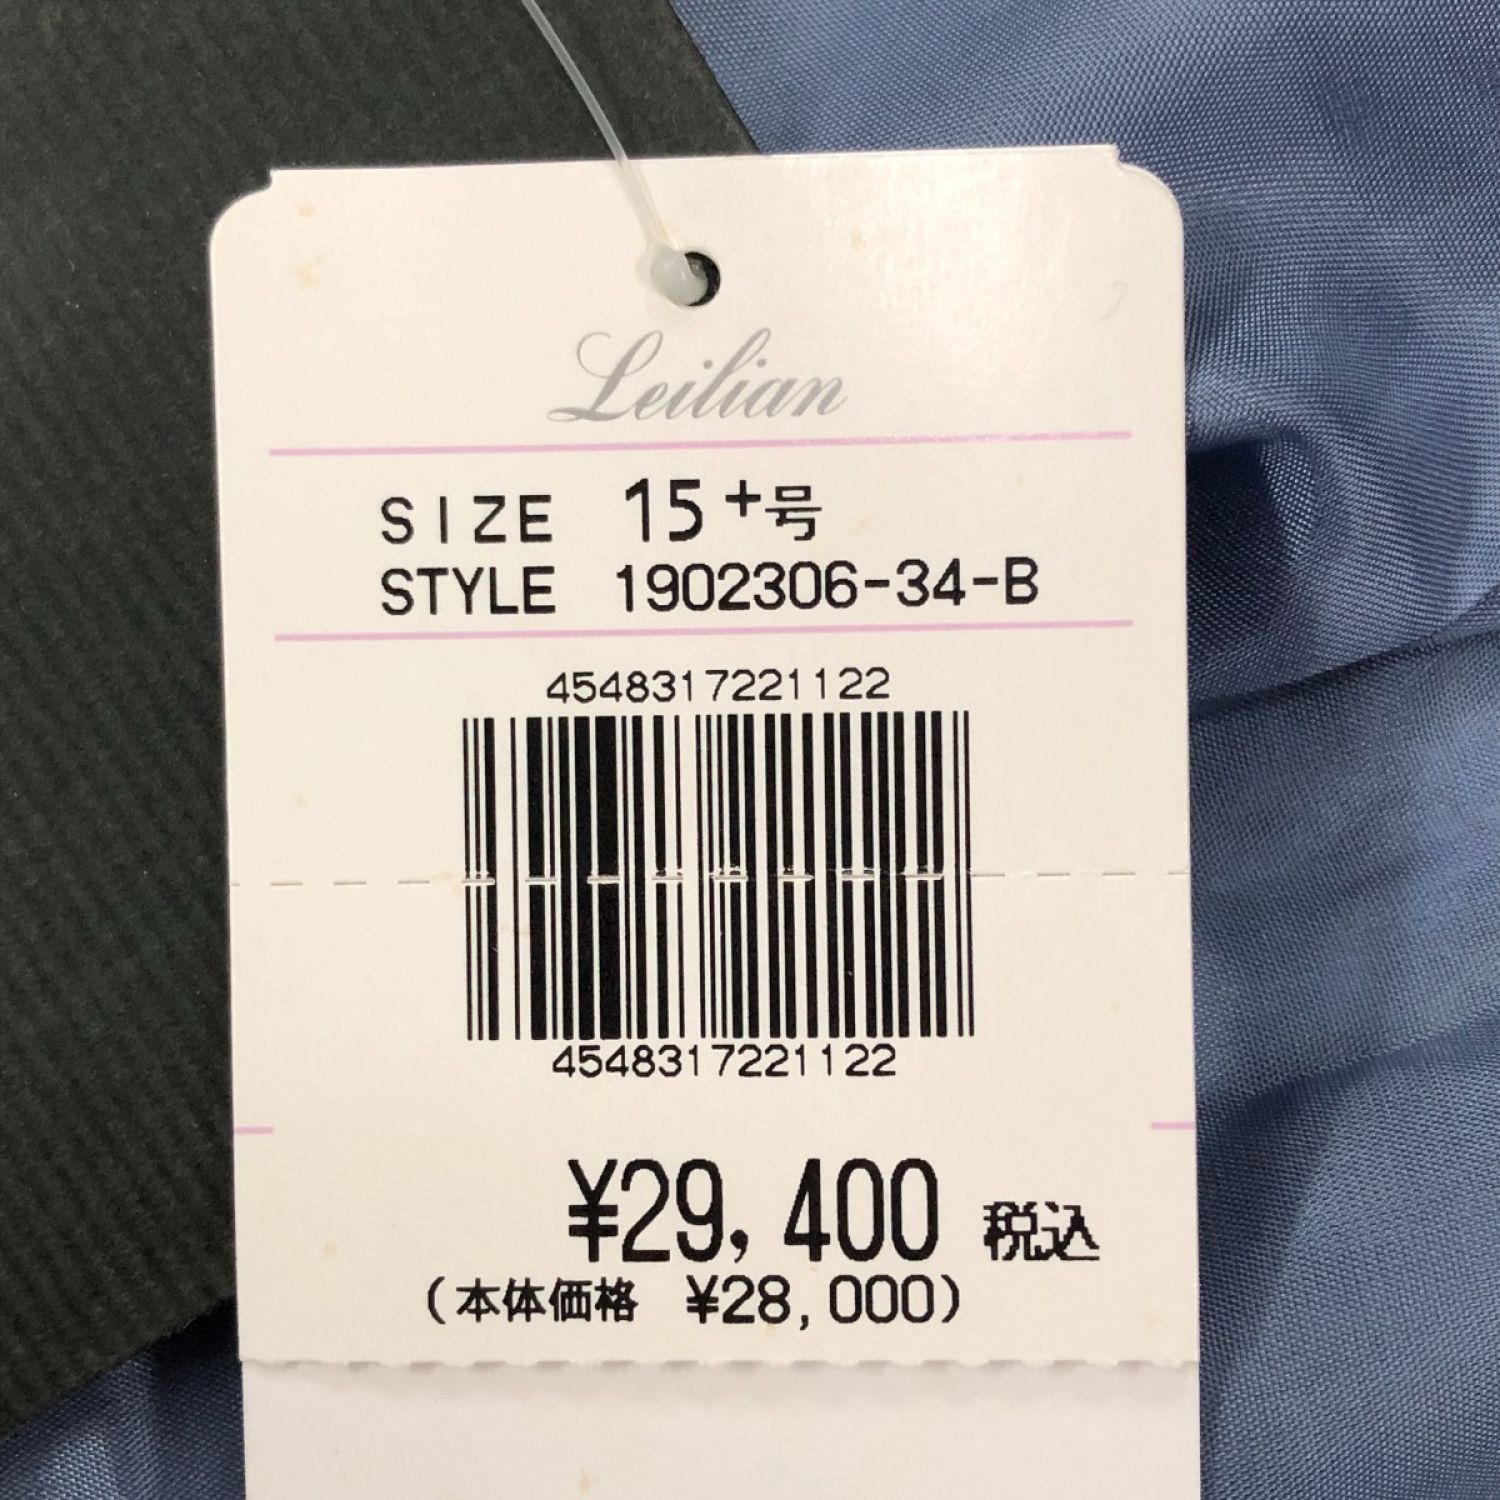 Leilian
SIZE 15+号
STYLE 1902306-34-B
4548317221122
4548317221122
¥29,400 税込
(本体価格 ¥28,000)